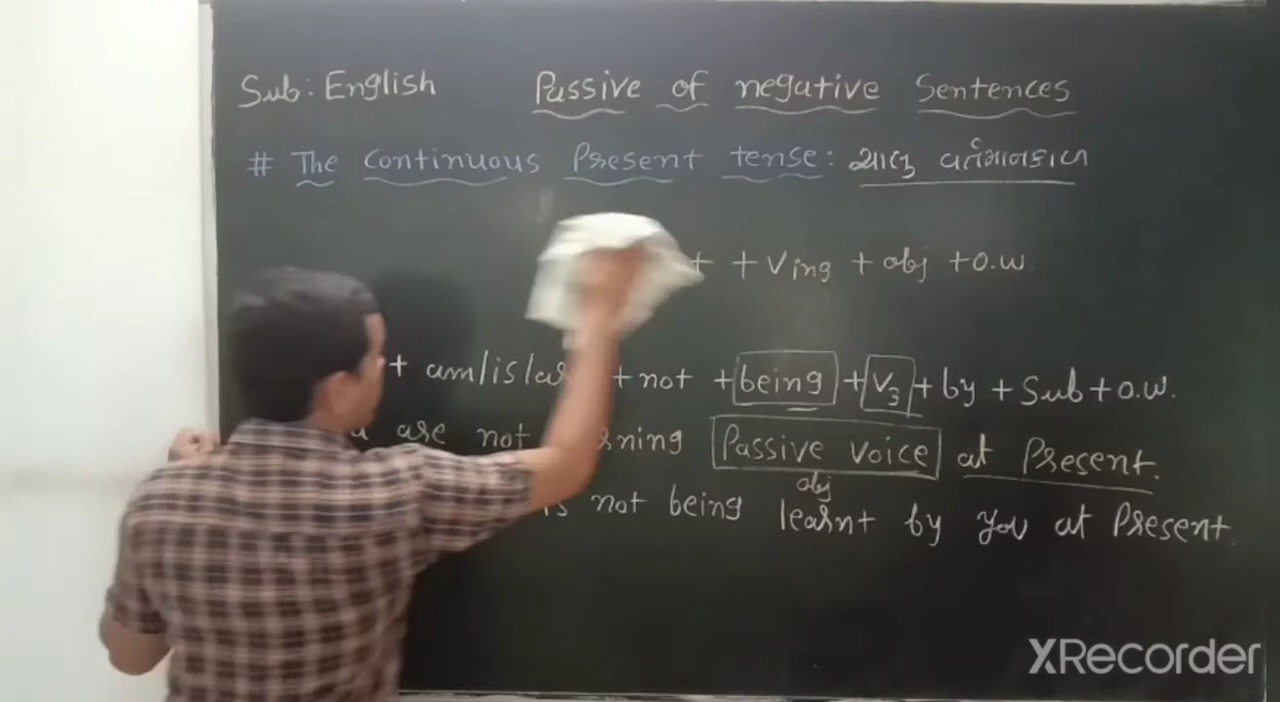 Sub: English Passive of negative Sentences
# The Continuous Present tense: ચાલુ વર્તમાનકાળ
+ Ving + obj + O.W.
+ am/is/ + not + being + V3 + by + Sub + O.W.
are not Passive voice at Present.
obj
is not being learnt by you at Present.
XRecorder